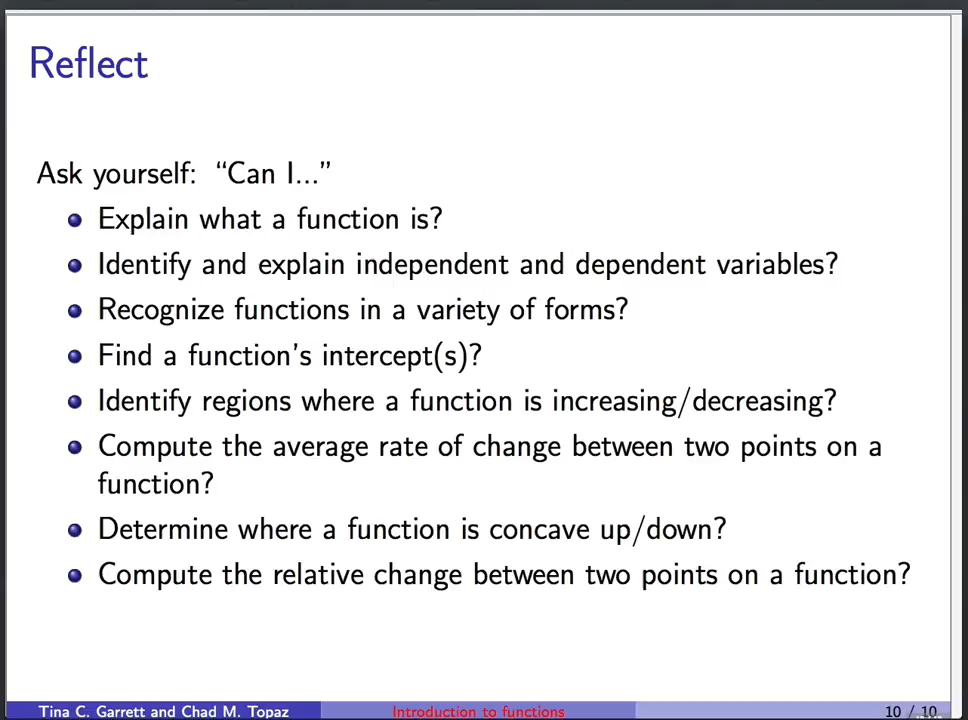 Reflect
Ask yourself: “Can I...”
Explain what a function is?
Identify and explain independent and dependent variables?
Recognize functions in a variety of forms?
Find a function’s intercept(s)?
Identify regions where a function is increasing/decreasing?
Compute the average rate of change between two points on a
function?
Determine where a function is concave up/down?
Compute the relative change between two points on a function?
Tina C. Garrett and Chad M. Topaz
Introduction to functions
10 / 10